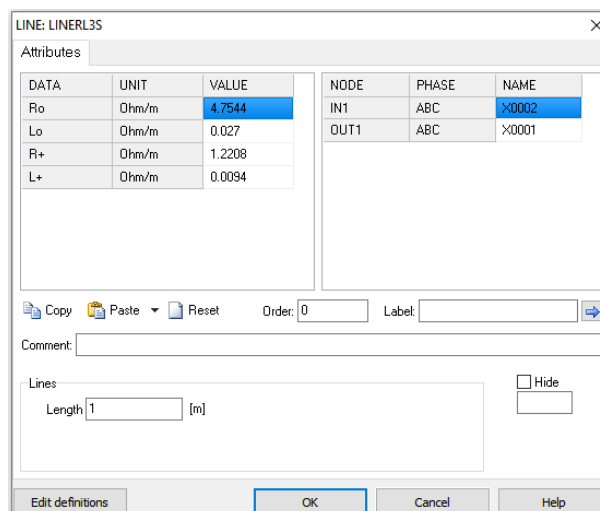 LINE: LINERL3S
Attributes
DATA UNIT VALUE
Ro Ohm/m 4.7544
Lo Ohm/m 0.027
R+ Ohm/m 1.2208
L+ Ohm/m 0.0094
NODE PHASE NAME
IN1 ABC X0002
OUT1 ABC X0001
Copy Paste Reset Order: 0 Label:
Comment:
Lines
Length 1 [m]
Hide
Edit definitions OK Cancel Help